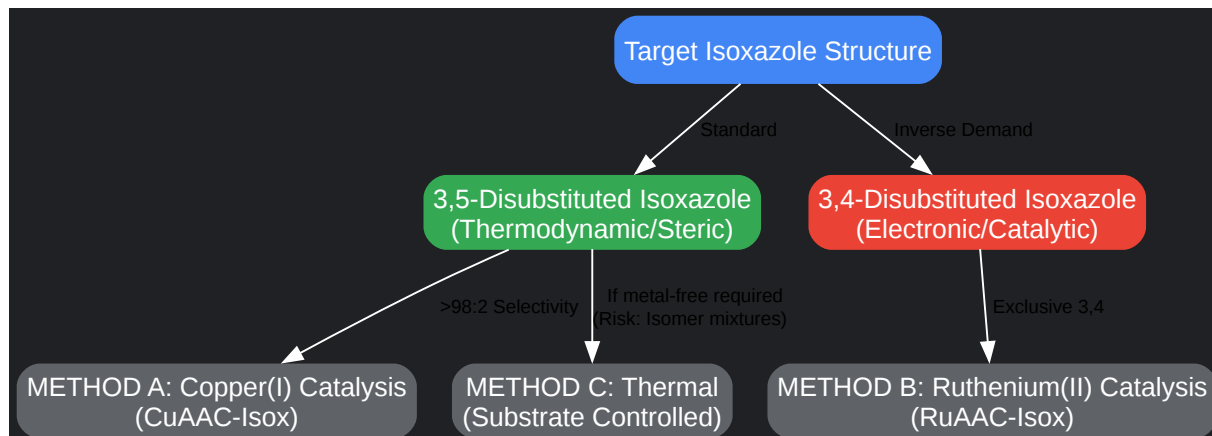 Target Isoxazole Structure
Standard
Inverse Demand
3,5-Disubstituted Isoxazole
(Thermodynamic/Steric)
3,4-Disubstituted Isoxazole
(Electronic/Catalytic)
>98:2 Selectivity
If metal-free required
(Risk: Isomer mixtures)
Exclusive 3,4
METHOD A: Copper(I) Catalysis
(CuAAC-Isox)
METHOD C: Thermal
(Substrate Controlled)
METHOD B: Ruthenium(II) Catalysis
(RuAAC-Isox)